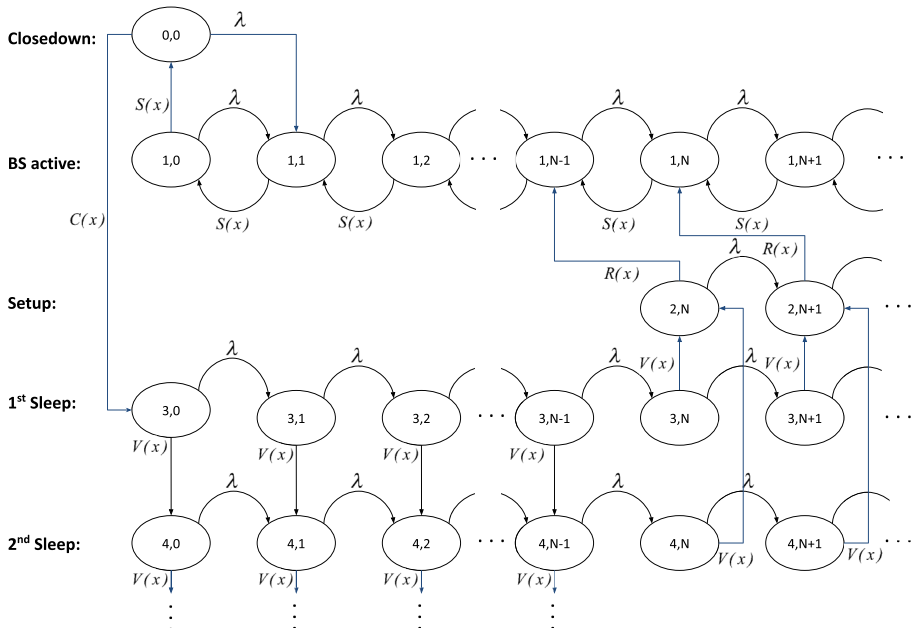 Closedown: 0,0 λ
S(x)
λ λ λ λ
BS active: 1,0 1,1 1,2 ··· 1,N-1 1,N 1,N+1 ···
C(x)
S(x) S(x) S(x) S(x)
λ R(x)
R(x)
Setup: 2,N 2,N+1 ···
λ λ λ V(x) λ V(x)
1st Sleep: 3,0 3,1 3,2 ··· 3,N-1 3,N 3,N+1 ···
V(x) V(x) V(x) V(x)
λ λ λ λ
2nd Sleep: 4,0 4,1 4,2 ··· 4,N-1 4,N 4,N+1 ···
V(x) V(x)
V(x) V(x) V(x) V(x)